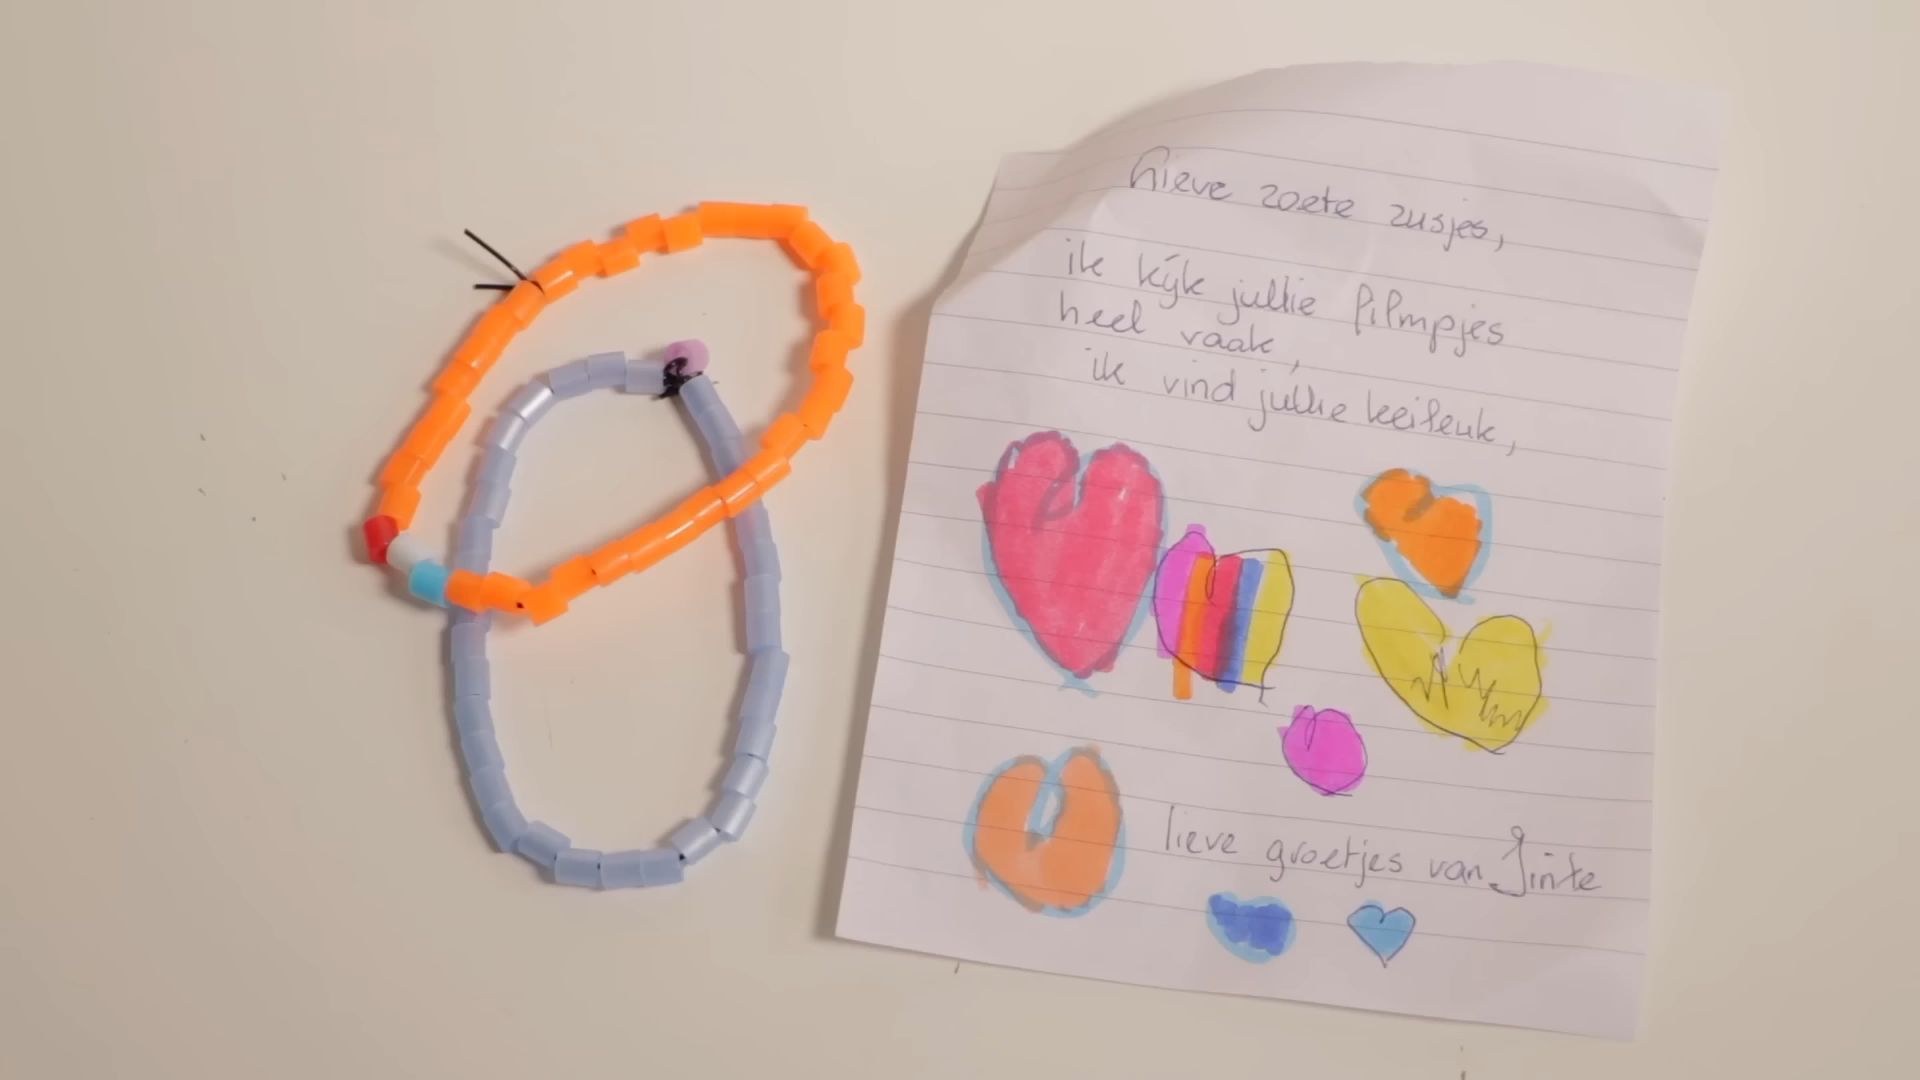 lieve zoete zusjes,
ik kijk jullie filmpjes
heel vaak,
ik vind jullie keileuk,
lieve groetjes van Jinte